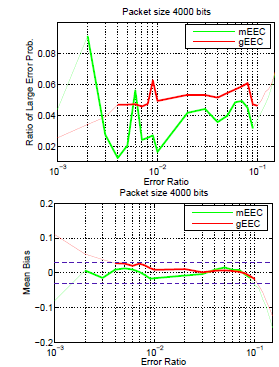 Packet size 4000 bits
mEEC
gEEC
Ratio of Large Error Prob.
0.08
0.06
0.04
0.02
10⁻³
10⁻²
10⁻¹
Error Ratio
Packet size 4000 bits
mEEC
gEEC
Mean Bias
0.2
0.1
0
-0.1
-0.2
10⁻³
10⁻²
10⁻¹
Error Ratio